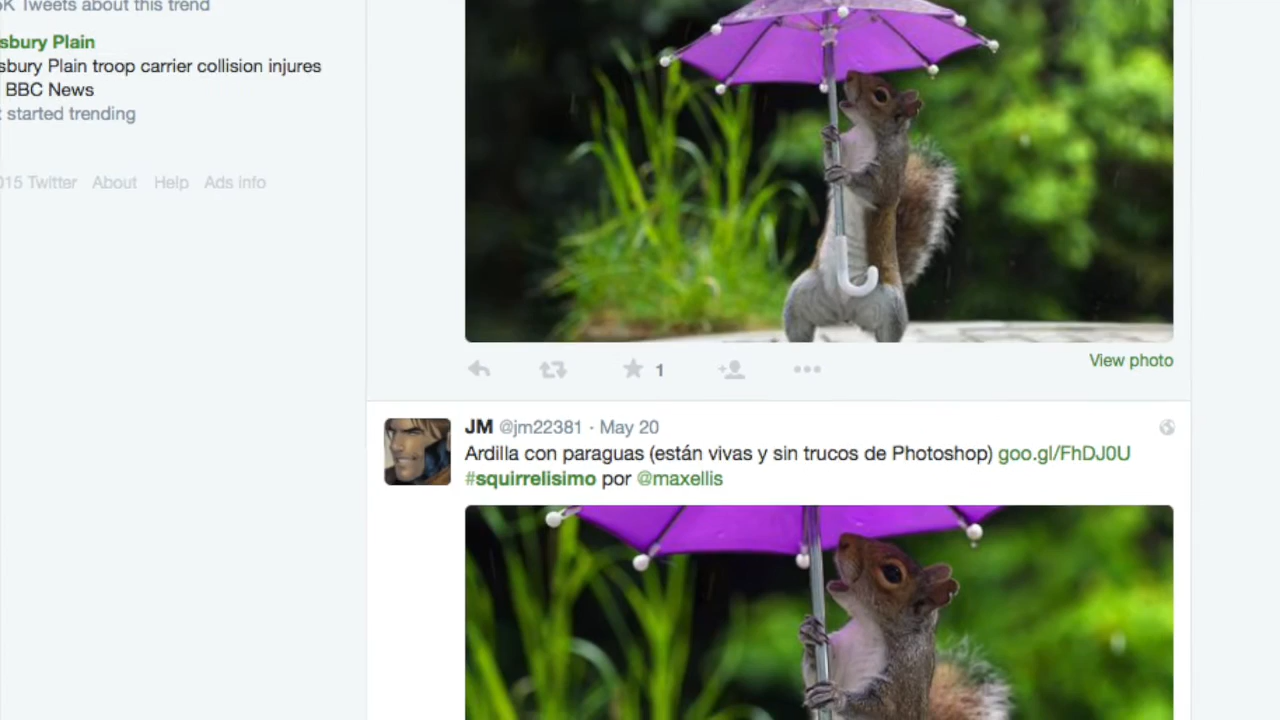 Tweets about this trend
sbury Plain
sbury Plain troop carrier collision injures
BBC News
started trending
015 Twitter About Help Ads info
1
View photo
JM @jm22381 · May 20
Ardilla con paraguas (están vivas y sin trucos de Photoshop) goo.gl/FhDJ0U
#squirrelisimo por @maxellis